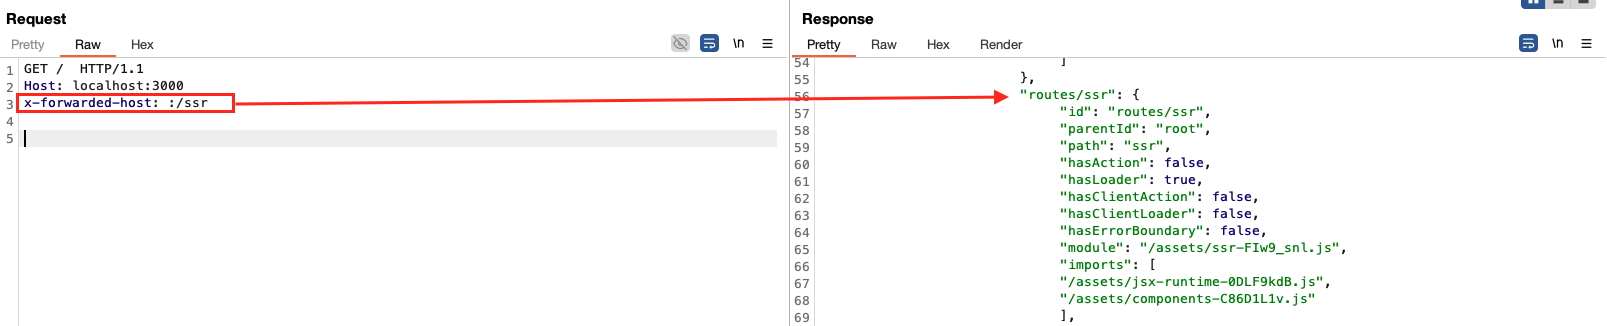 Request
Pretty Raw Hex \n
1 GET /  HTTP/1.1
2 Host: localhost:3000
3 x-forwarded-host: :/ssr
4
5
Response
Pretty Raw Hex Render \n
54 ]
55 },
56 "routes/ssr": {
57 "id": "routes/ssr",
58 "parentId": "root",
59 "path": "ssr",
60 "hasAction": false,
61 "hasLoader": true,
62 "hasClientAction": false,
63 "hasClientLoader": false,
64 "hasErrorBoundary": false,
65 "module": "/assets/ssr-FIw9_snl.js",
66 "imports": [
67 "/assets/jsx-runtime-0DLF9kdB.js",
68 "/assets/components-C86D1L1v.js"
69 ],